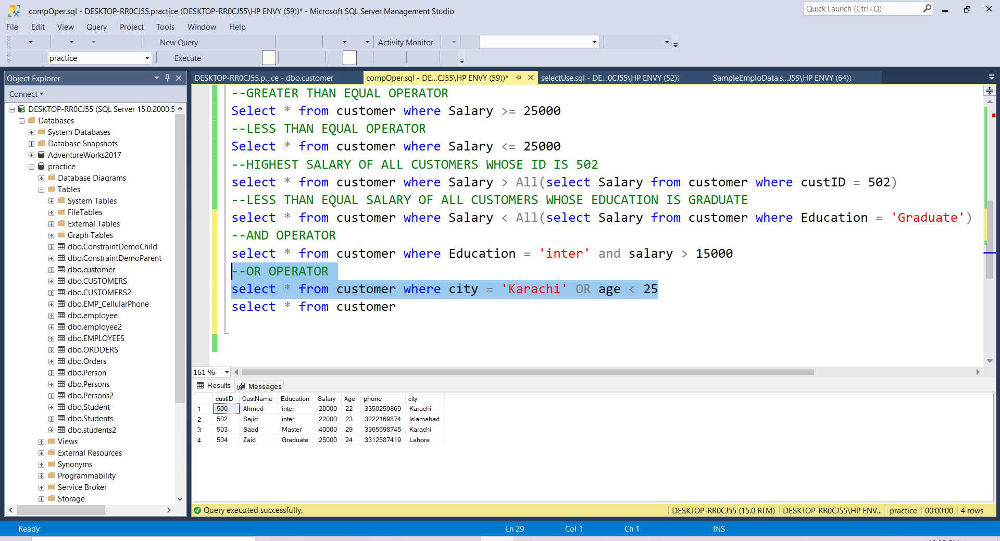 compOper.sql - DESKTOP-RR0CJ55.practice (DESKTOP-RR0CJ55\HP ENVY (59))* - Microsoft SQL Server Management Studio
Quick Launch (Ctrl+Q)
File Edit View Query Project Tools Window Help
New Query Activity Monitor
practice Execute
Object Explorer
Connect
DESKTOP-RR0CJ55 (SQL Server 15.0.2000.5
Databases
System Databases
Database Snapshots
AdventureWorks2017
practice
Database Diagrams
Tables
System Tables
FileTables
External Tables
Graph Tables
dbo.ConstraintDemoChild
dbo.ConstraintDemoParent
dbo.customer
dbo.CUSTOMERS
dbo.CUSTOMERS2
dbo.EMP_CellularPhone
dbo.employee
dbo.employee2
dbo.EMPLOYEES
dbo.ORDDERS
dbo.Orders
dbo.Person
dbo.Persons
dbo.Persons2
dbo.Student
dbo.Students
dbo.students2
Views
External Resources
Synonyms
Programmability
Service Broker
Storage
DESKTOP-RR0CJ55.p...ce - dbo.customer
compOper.sql - DE...CJ55\HP ENVY (59))*
selectUse.sql - DE...0CJ55\HP ENVY (52))
SampleEmploData.s...J55\HP ENVY (64))
--GREATER THAN EQUAL OPERATOR
Select * from customer where Salary >= 25000
--LESS THAN EQUAL OPERATOR
Select * from customer where Salary <= 25000
--HIGHEST SALARY OF ALL CUSTOMERS WHOSE ID IS 502
select * from customer where Salary > All(select Salary from customer where custID = 502)
--LESS THAN EQUAL SALARY OF ALL CUSTOMERS WHOSE EDUCATION IS GRADUATE
select * from customer where Salary < All(select Salary from customer where Education = 'Graduate')
--AND OPERATOR
select * from customer where Education = 'inter' and salary > 15000
--OR OPERATOR
select * from customer where city = 'Karachi' OR age < 25
select * from customer
161 %
Results Messages
custID CustName Education Salary Age phone city
1 500 Ahmed inter 20000 22 3350259869 Karachi
2 502 Sajid inter 22000 23 3222169874 Islamabad
3 503 Saad Master 40000 29 3365698745 Karachi
4 504 Zaid Graduate 25000 24 3312587419 Lahore
Query executed successfully.
DESKTOP-RR0CJ55 (15.0 RTM) DESKTOP-RR0CJ55\HP ENV... practice 00:00:00 4 rows
Ready Ln 29 Col 1 Ch 1 INS